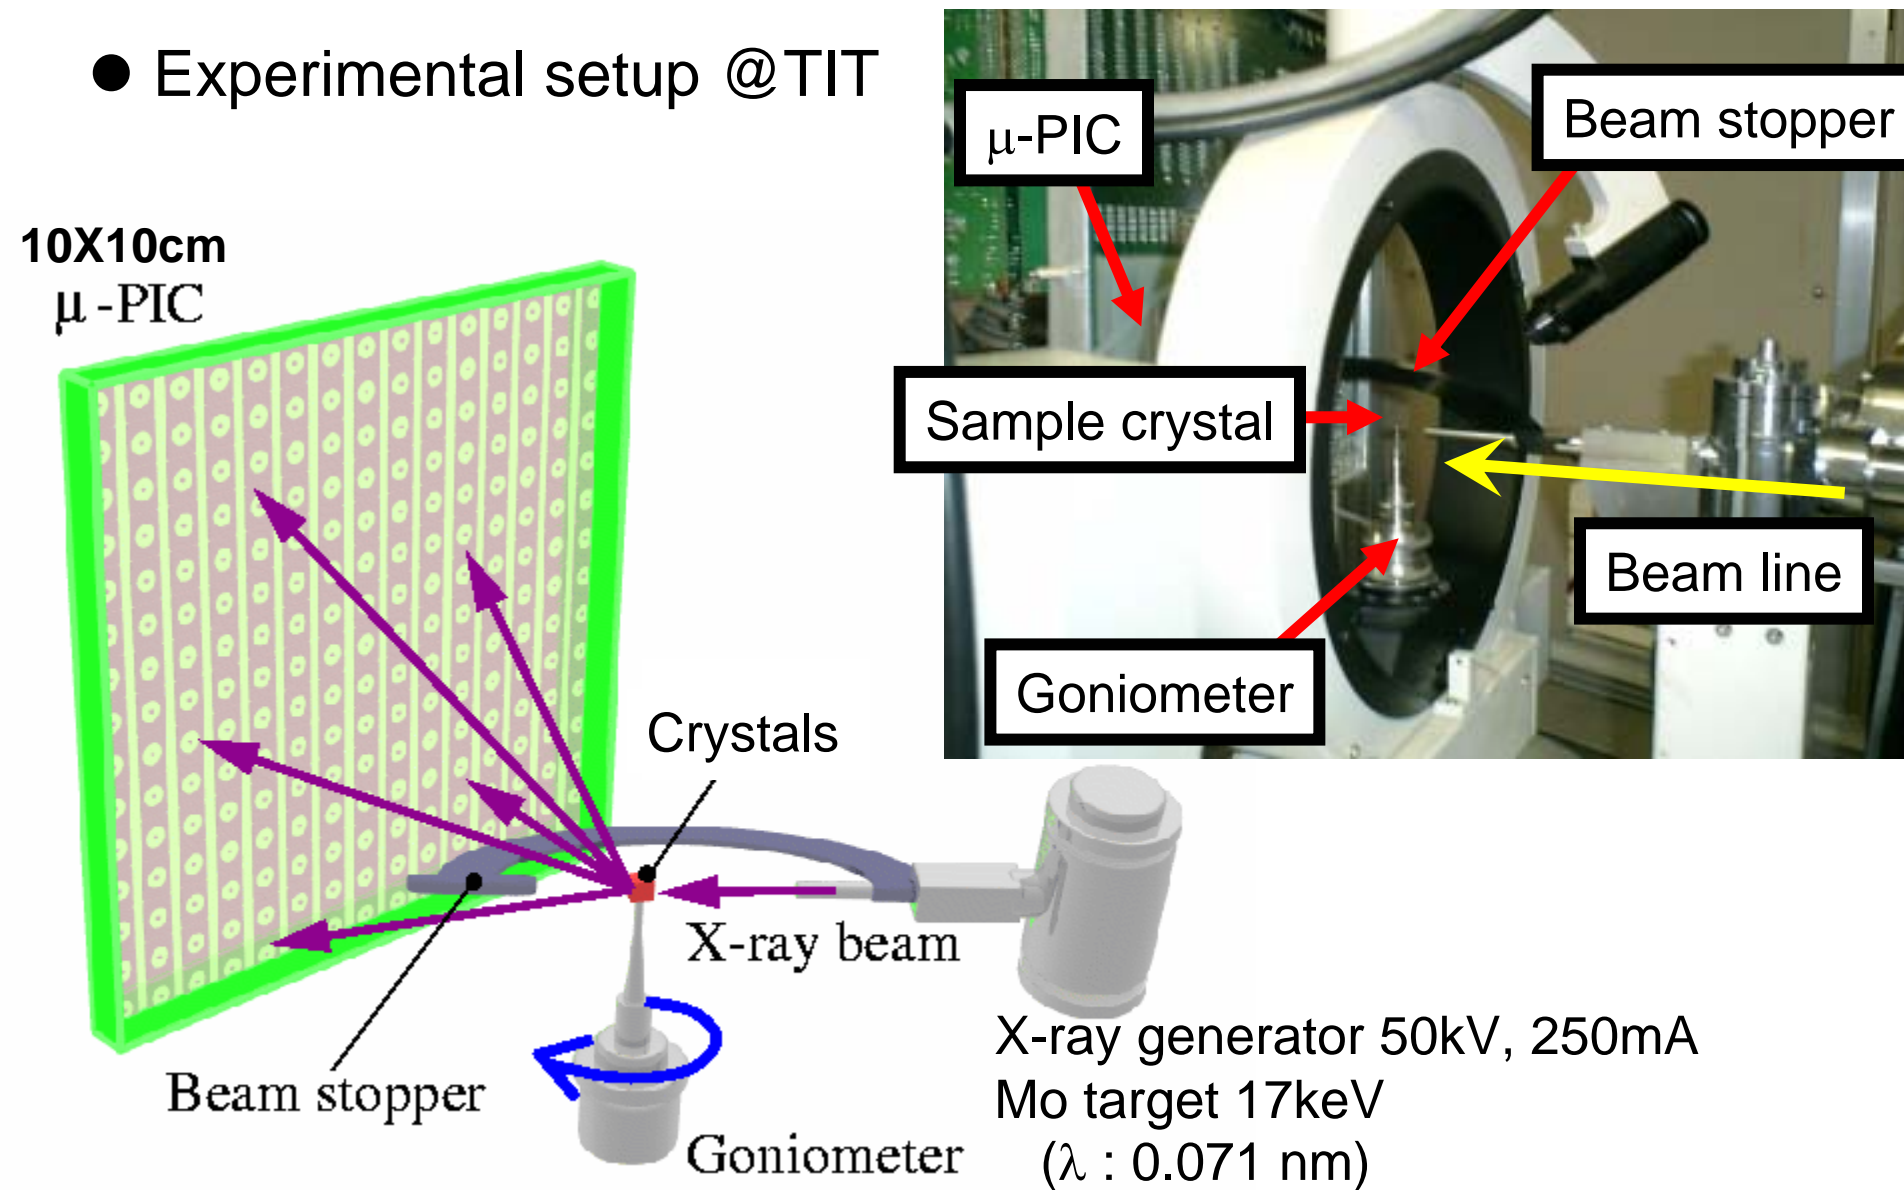 ● Experimental setup @TIT
μ-PIC
Beam stopper
Sample crystal
Beam line
Goniometer
10X10cm
μ-PIC
Crystals
X-ray beam
Beam stopper
Goniometer
X-ray generator 50kV, 250mA
Mo target 17keV
(λ : 0.071 nm)